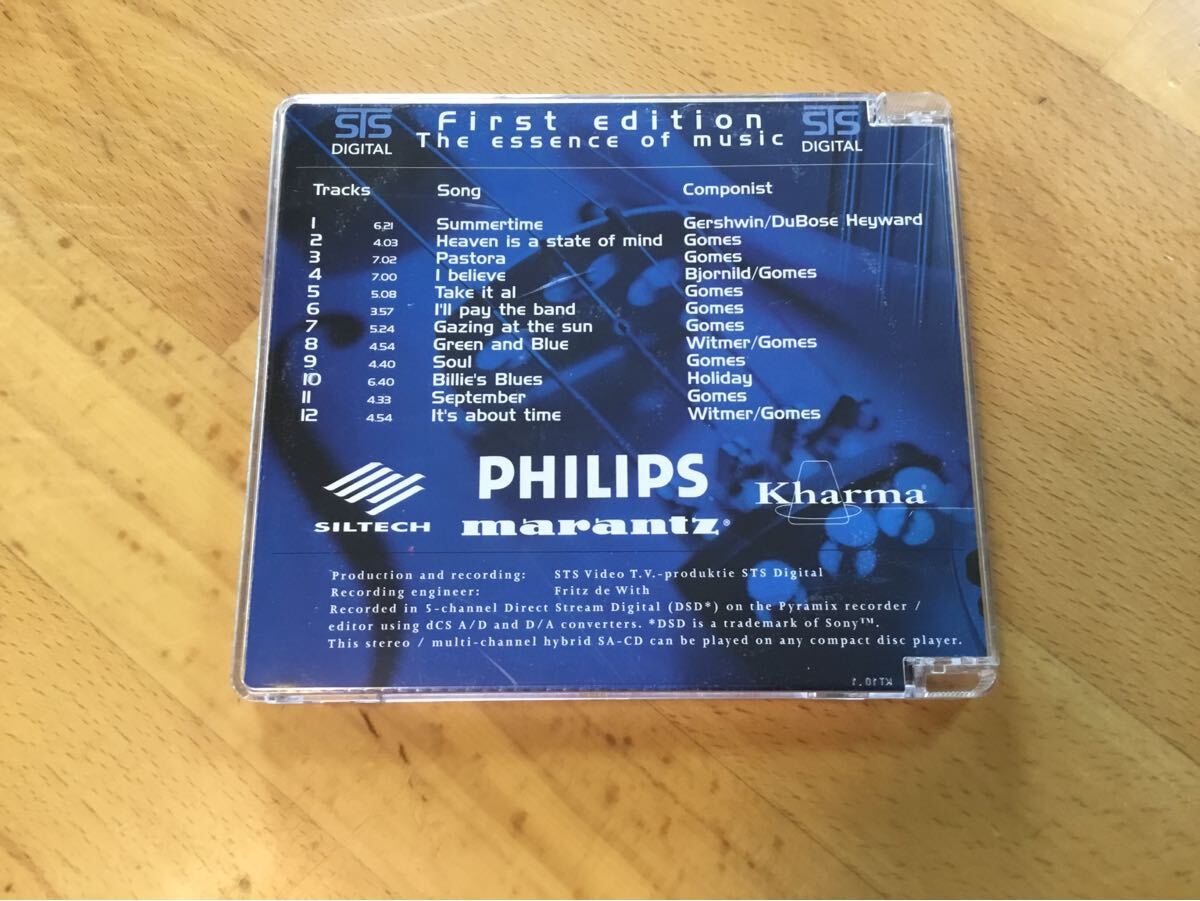 STS DIGITAL First edition STS DIGITAL
The essence of music
Tracks Song Componist
1 6.21 Summertime Gershwin/DuBose Heyward
2 4.03 Heaven is a state of mind Gomes
3 7.02 Pastora Gomes
4 7.00 I believe Bjornild/Gomes
5 5.08 Take it al Gomes
6 3.57 I'll pay the band Gomes
7 5.24 Gazing at the sun Gomes
8 4.54 Green and Blue Witmer/Gomes
9 4.40 Soul Gomes
10 6.40 Billie's Blues Holiday
11 4.33 September Gomes
12 4.54 It's about time Witmer/Gomes
SILTECH PHILIPS Kharma®
marantz®
Production and recording: STS Video T.V.-produktie STS Digital
Recording engineer: Fritz de With
Recorded in 5-channel Direct Stream Digital (DSD*) on the Pyramix recorder /
editor using dCS A/D and D/A converters. *DSD is a trademark of Sony™.
This stereo / multi-channel hybrid SA-CD can be played on any compact disc player.
KT10.1